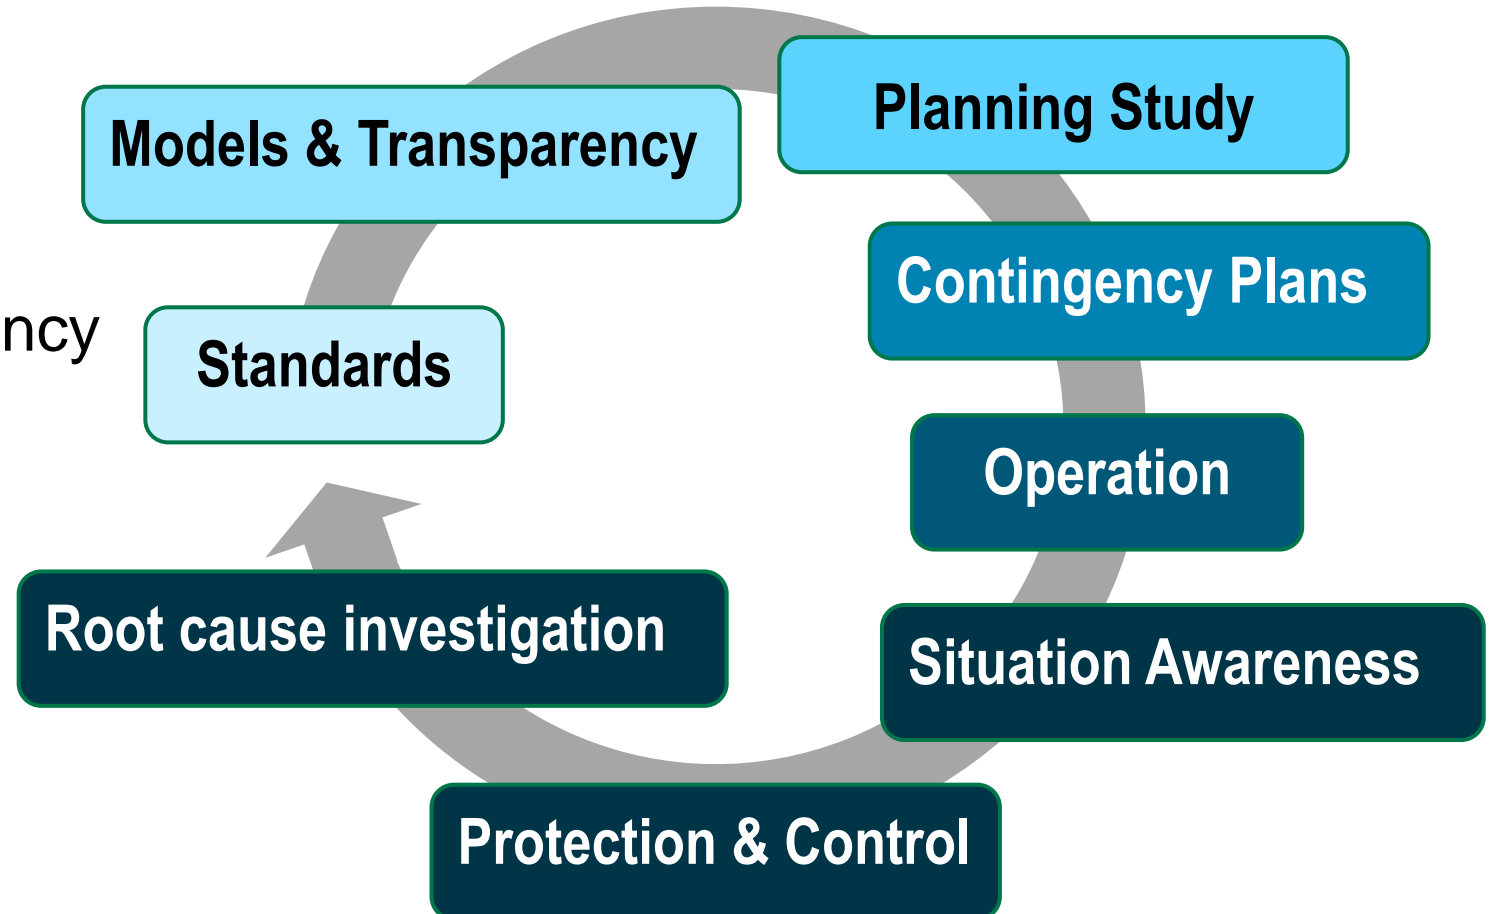 Planning Study
Models & Transparency
Contingency Plans
ncy
Standards
Operation
Root cause investigation
Situation Awareness
Protection & Control